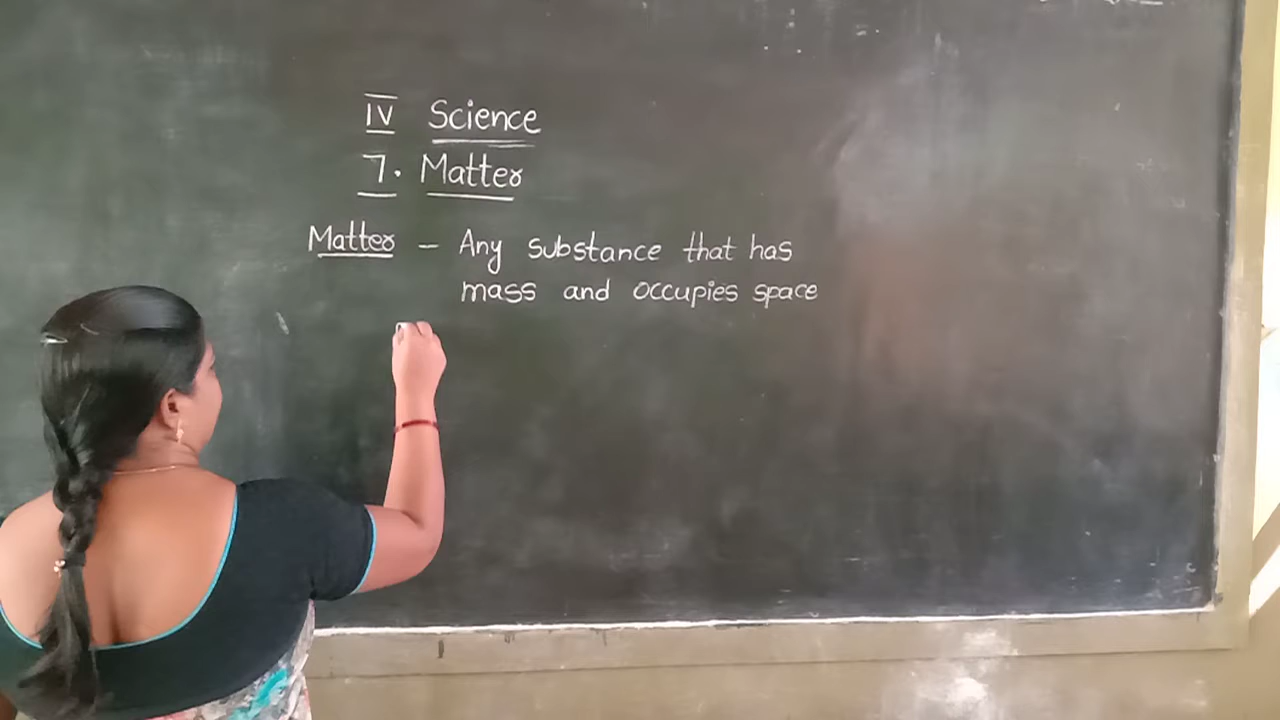 IV Science
7. Matter
Matter – Any substance that has
mass and occupies space